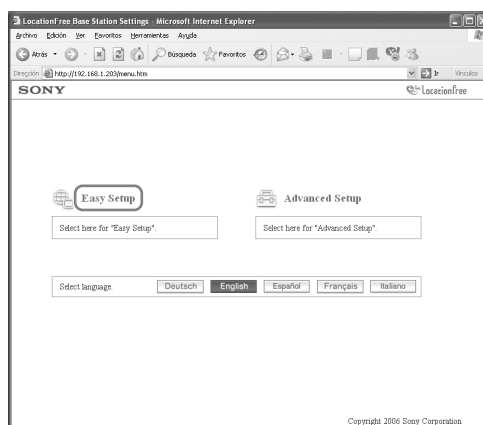 LocationFree Base Station Settings - Microsoft Internet Explorer
Archivo Edición Ver Favoritos Herramientas Ayuda
Atrás Búsqueda Favoritos
Dirección http://192.168.1.203/menu.htm Ir Vínculos
SONY LocationFree
Easy Setup Advanced Setup
Select here for "Easy Setup". Select here for "Advanced Setup".
Select language. Deutsch English Español Français Italiano
Copyright 2006 Sony Corporation